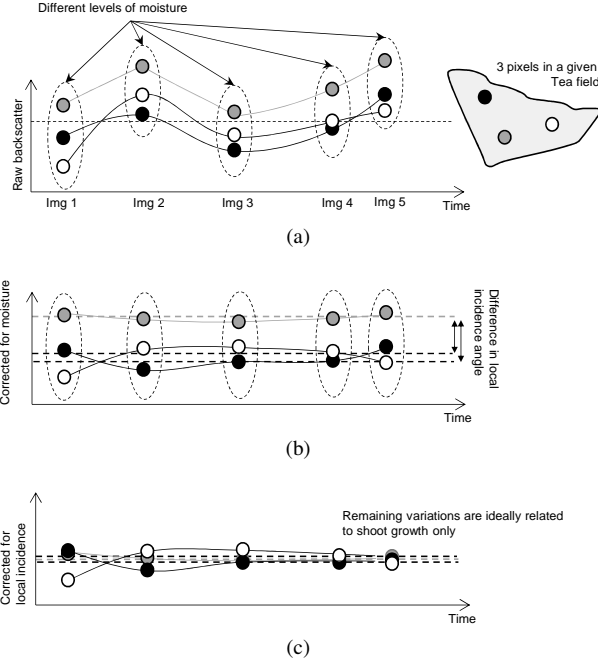 Different levels of moisture
3 pixels in a given
Tea field
Raw backscatter
Img 1
Img 2
Img 3
Img 4
Img 5
Time
(a)
Corrected for moisture
Difference in local
incidence angle
Time
(b)
Corrected for
local incidence
Remaining variations are ideally related
to shoot growth only
Time
(c)